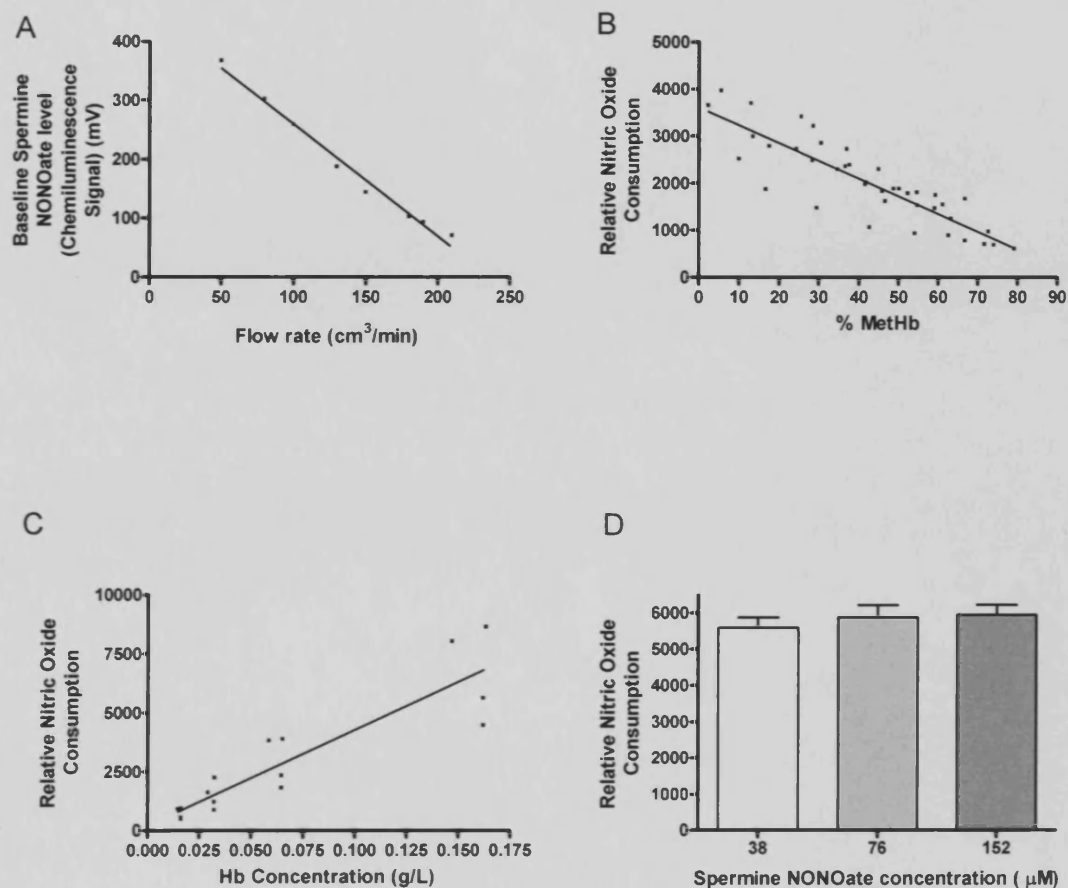 A
Baseline Spermine
NONOate level
(Chemiluminescence
Signal) (mV)
400
300
200
100
0
0 50 100 150 200 250
Flow rate (cm³/min)
B
Relative Nitric Oxide
Consumption
5000
4000
3000
2000
1000
0
0 10 20 30 40 50 60 70 80 90
% MetHb
C
Relative Nitric Oxide
Consumption
10000
7500
5000
2500
0
0.000 0.025 0.050 0.075 0.100 0.125 0.150 0.175
Hb Concentration (g/L)
D
Relative Nitric Oxide
Consumption
6000
5000
4000
3000
2000
1000
0
38 76 152
Spermine NONOate concentration ( μM)